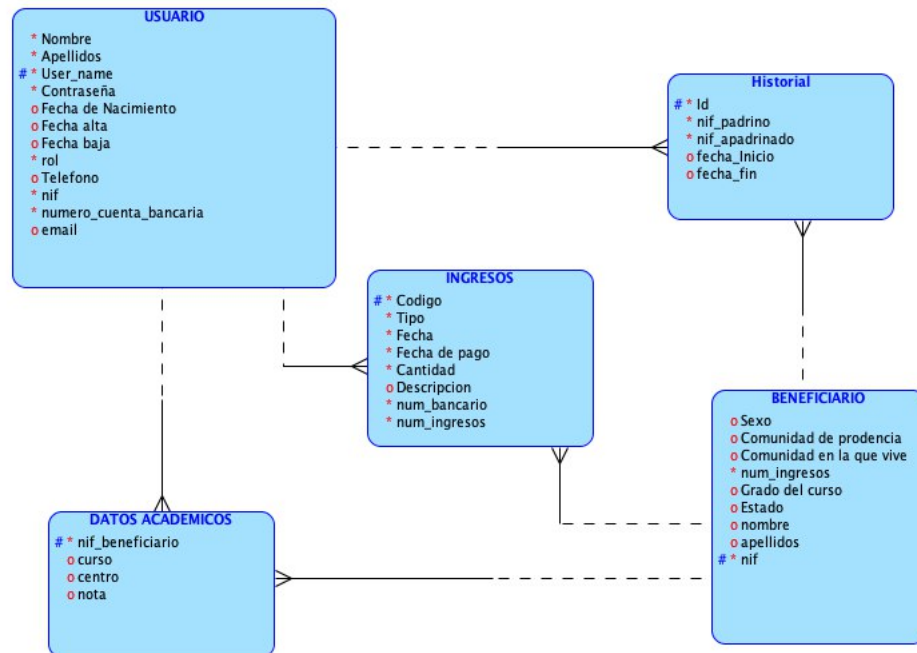 USUARIO
* Nombre
* Apellidos
# * User_name
* Contraseña
o Fecha de Nacimiento
o Fecha alta
o Fecha baja
* rol
o Telefono
* nif
* numero_cuenta_bancaria
o email
Historial
# * Id
* nif_padrino
* nif_apadrinado
o fecha_Inicio
o fecha_fin
INGRESOS
# * Codigo
* Tipo
* Fecha
* Fecha de pago
* Cantidad
o Descripcion
* num_bancario
* num_ingresos
BENEFICIARIO
o Sexo
o Comunidad de prodencia
o Comunidad en la que vive
* num_ingresos
o Grado del curso
o Estado
o nombre
o apellidos
# * nif
DATOS ACADEMICOS
# * nif_beneficiario
o curso
o centro
o nota